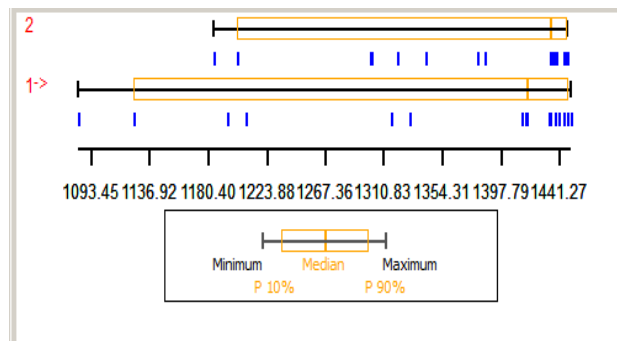 2
1->
1093.45 1136.92 1180.40 1223.88 1267.36 1310.83 1354.31 1397.79 1441.27
Minimum Median Maximum
P 10% P 90%